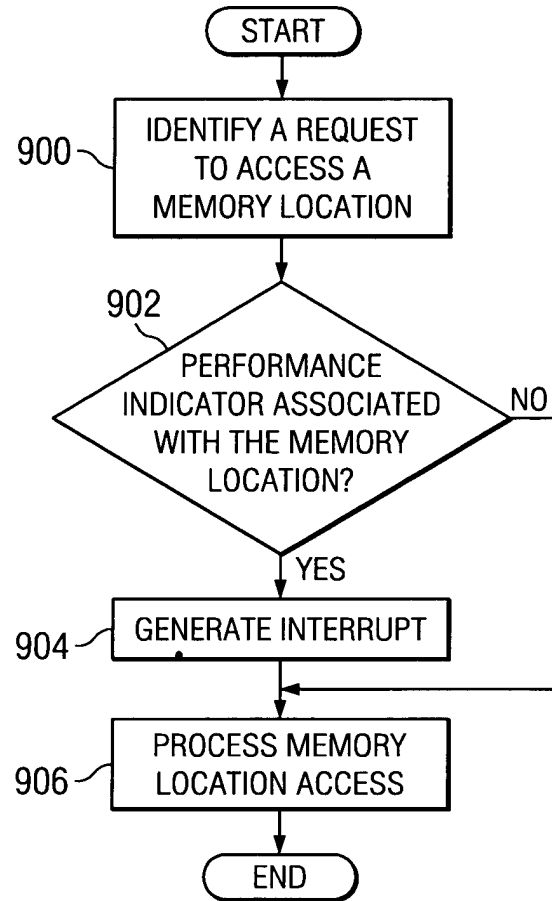 START
900
IDENTIFY A REQUEST
TO ACCESS A
MEMORY LOCATION
902
PERFORMANCE
INDICATOR ASSOCIATED
WITH THE MEMORY
LOCATION?
NO
YES
904
GENERATE INTERRUPT
906
PROCESS MEMORY
LOCATION ACCESS
END